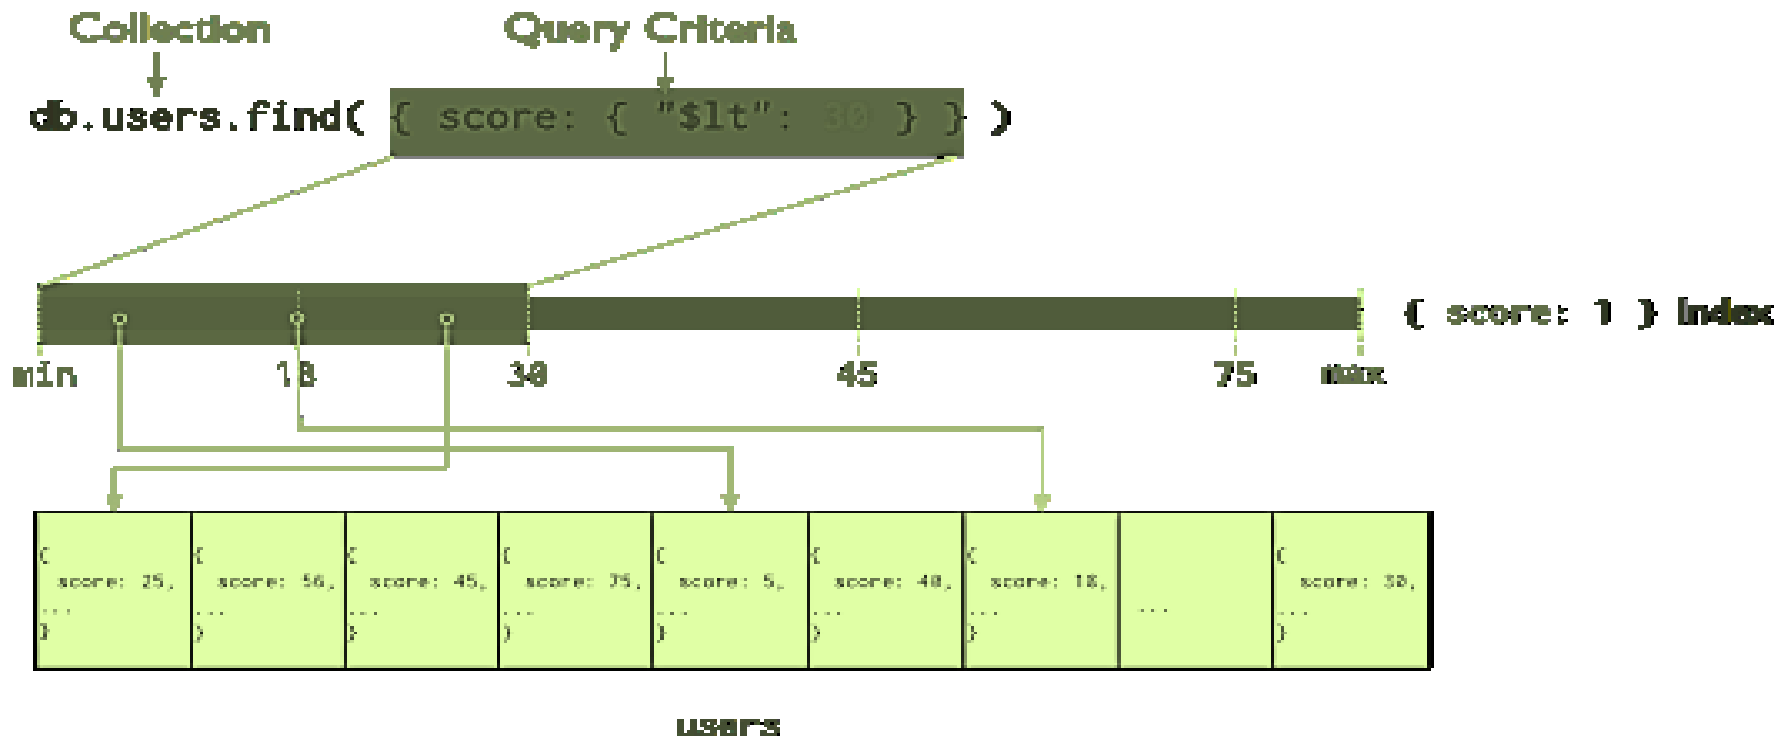 Collection
Query Criteria
db.users.find( { score: { "$lt": 30 } } )
{ score: 1 } Index
min
18
30
45
75
max
{
score: 25,
...
}
{
score: 56,
...
}
{
score: 45,
...
}
{
score: 75,
...
}
{
score: 5,
...
}
{
score: 40,
...
}
{
score: 18,
...
}
...
{
score: 30,
...
}
users